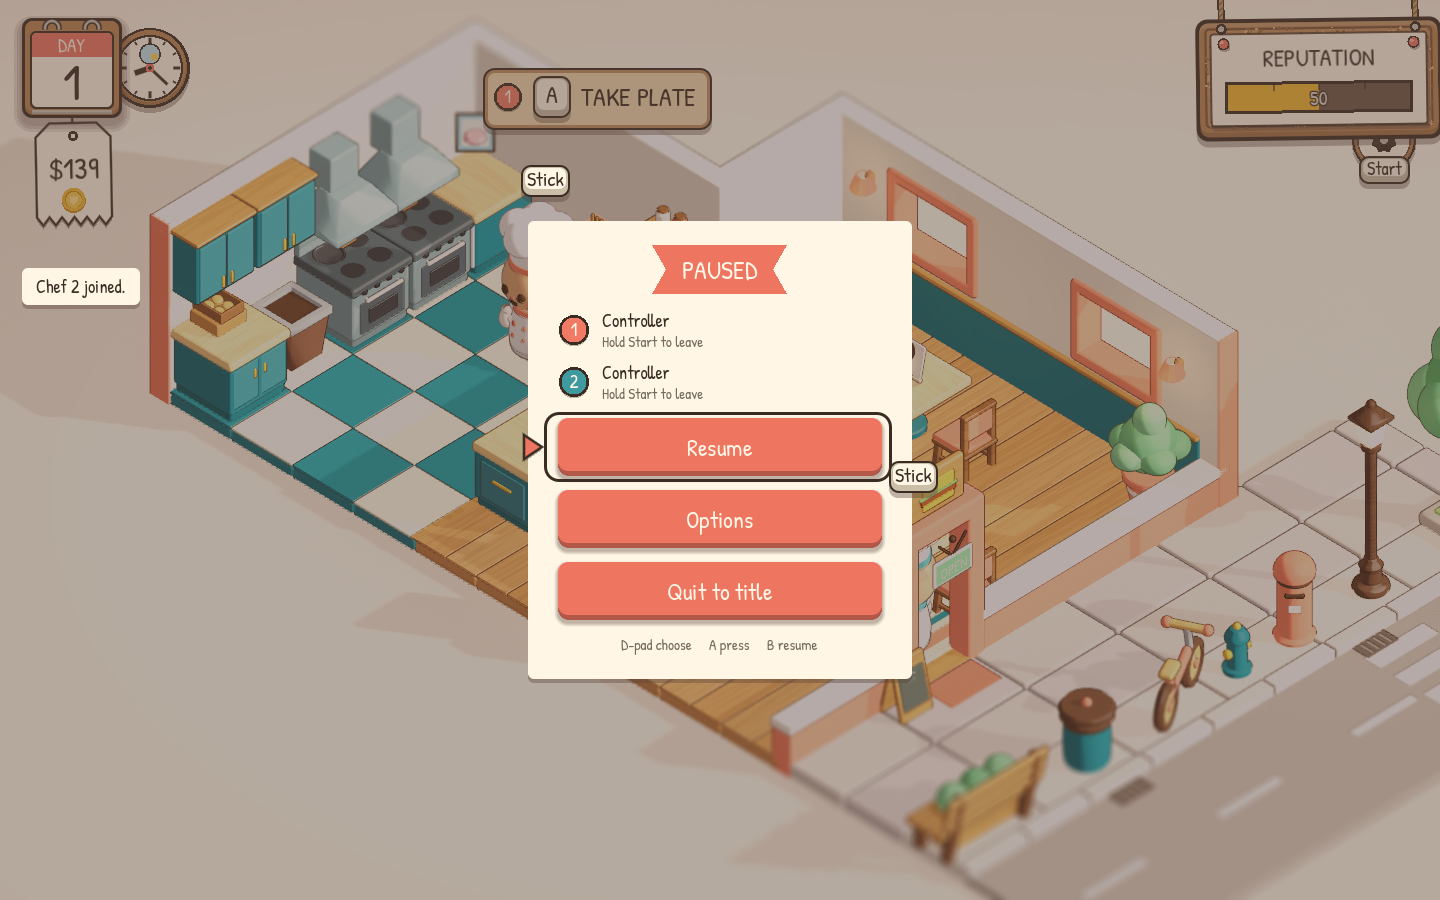 DAY
1
$139
1 A TAKE PLATE
REPUTATION
50
Start
Stick
Chef 2 joined.
PAUSED
1 Controller
Hold Start to leave
2 Controller
Hold Start to leave
Resume
Stick
Options
OPEN
Quit to title
D-pad choose A press B resume